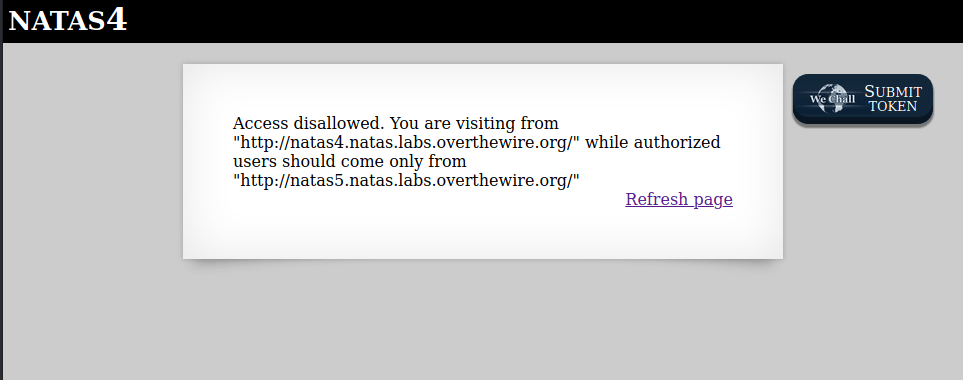 NATAS4
Access disallowed. You are visiting from
"http://natas4.natas.labs.overthewire.org/" while authorized
users should come only from
"http://natas5.natas.labs.overthewire.org/"
Refresh page
We Chall
SUBMIT
TOKEN